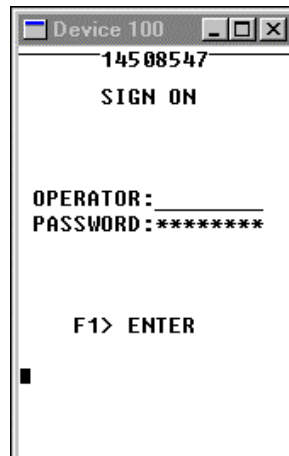 Device 100
14508547
SIGN ON
OPERATOR:________
PASSWORD:********
F1> ENTER